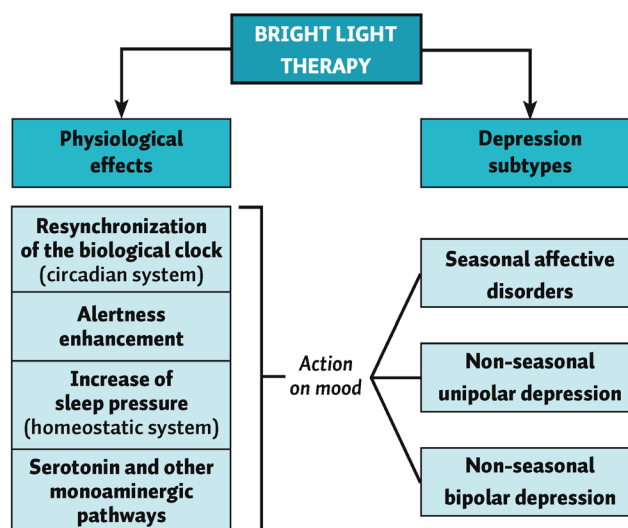 BRIGHT LIGHT
THERAPY
Physiological
effects
Depression
subtypes
Resynchronization
of the biological clock
(circadian system)
Alertness
enhancement
Increase of
sleep pressure
(homeostatic system)
Serotonin and other
monoaminergic
pathways
Action
on mood
Seasonal affective
disorders
Non-seasonal
unipolar depression
Non-seasonal
bipolar depression